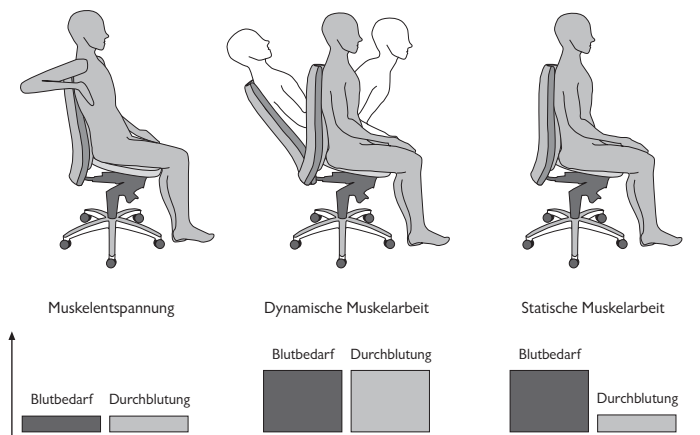 Muskelentspannung
Dynamische Muskelarbeit
Statische Muskelarbeit
Blutbedarf Durchblutung
Blutbedarf Durchblutung
Blutbedarf
Durchblutung